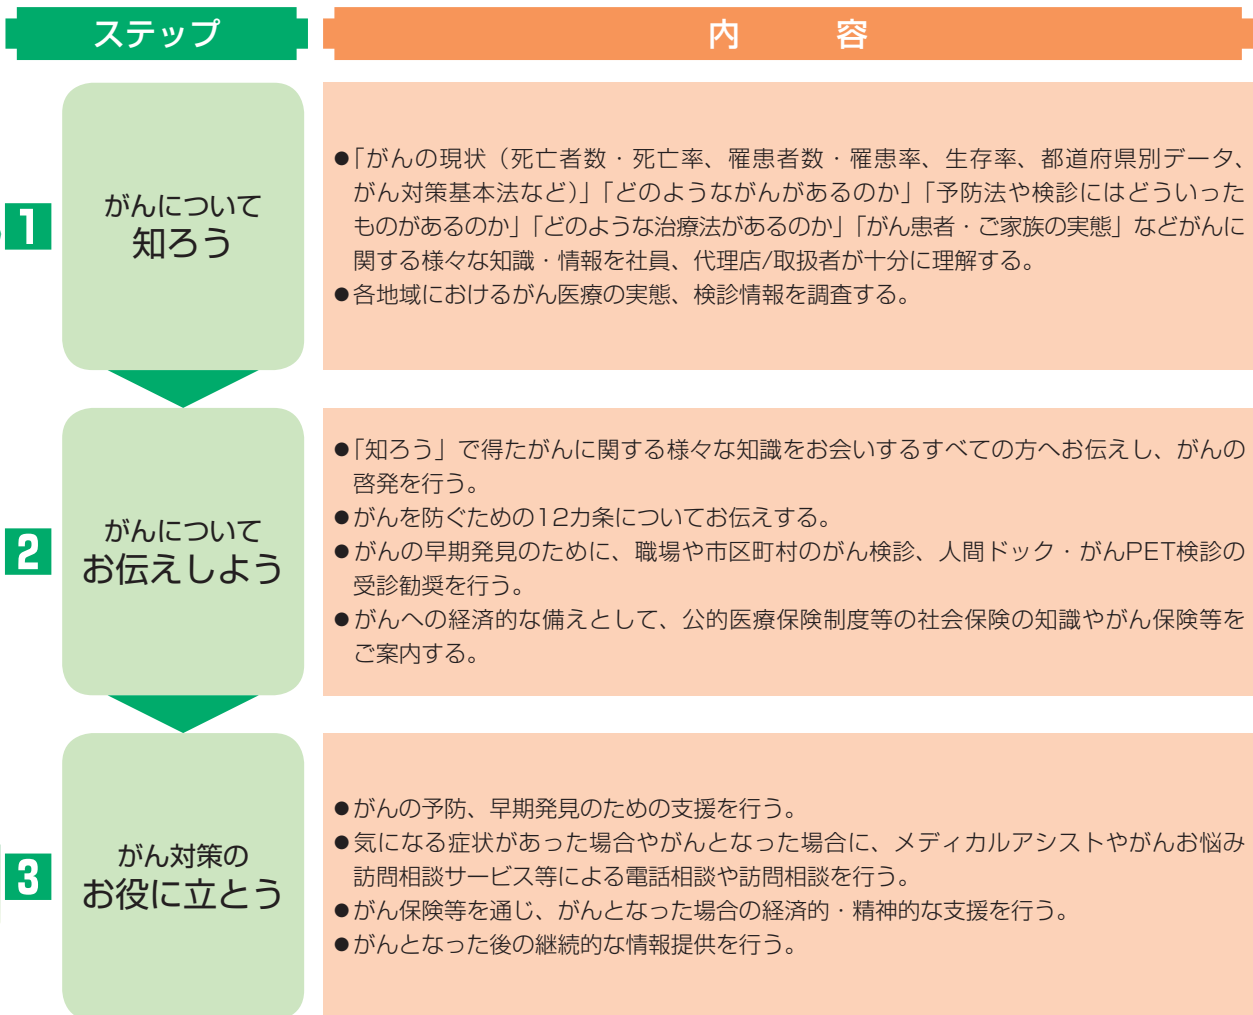 ステップ
内 容
1
がんについて
知ろう
●「がんの現状（死亡者数・死亡率、罹患者数・罹患率、生存率、都道府県別データ、
がん対策基本法など）」「どのようながんがあるのか」「予防法や検診にはどういった
ものがあるのか」「どのような治療法があるのか」「がん患者・ご家族の実態」などがんに
関する様々な知識・情報を社員、代理店/取扱者が十分に理解する。
●各地域におけるがん医療の実態、検診情報を調査する。
2
がんについて
お伝えしよう
●「知ろう」で得たがんに関する様々な知識をお会いするすべての方へお伝えし、がんの
啓発を行う。
●がんを防ぐための12カ条についてお伝えする。
●がんの早期発見のために、職場や市区町村のがん検診、人間ドック・がんPET検診の
受診勧奨を行う。
●がんへの経済的な備えとして、公的医療保険制度等の社会保険の知識やがん保険等を
ご案内する。
3
がん対策の
お役に立とう
●がんの予防、早期発見のための支援を行う。
●気になる症状があった場合やがんとなった場合に、メディカルアシストやがんお悩み
訪問相談サービス等による電話相談や訪問相談を行う。
●がん保険等を通じ、がんとなった場合の経済的・精神的な支援を行う。
●がんとなった後の継続的な情報提供を行う。